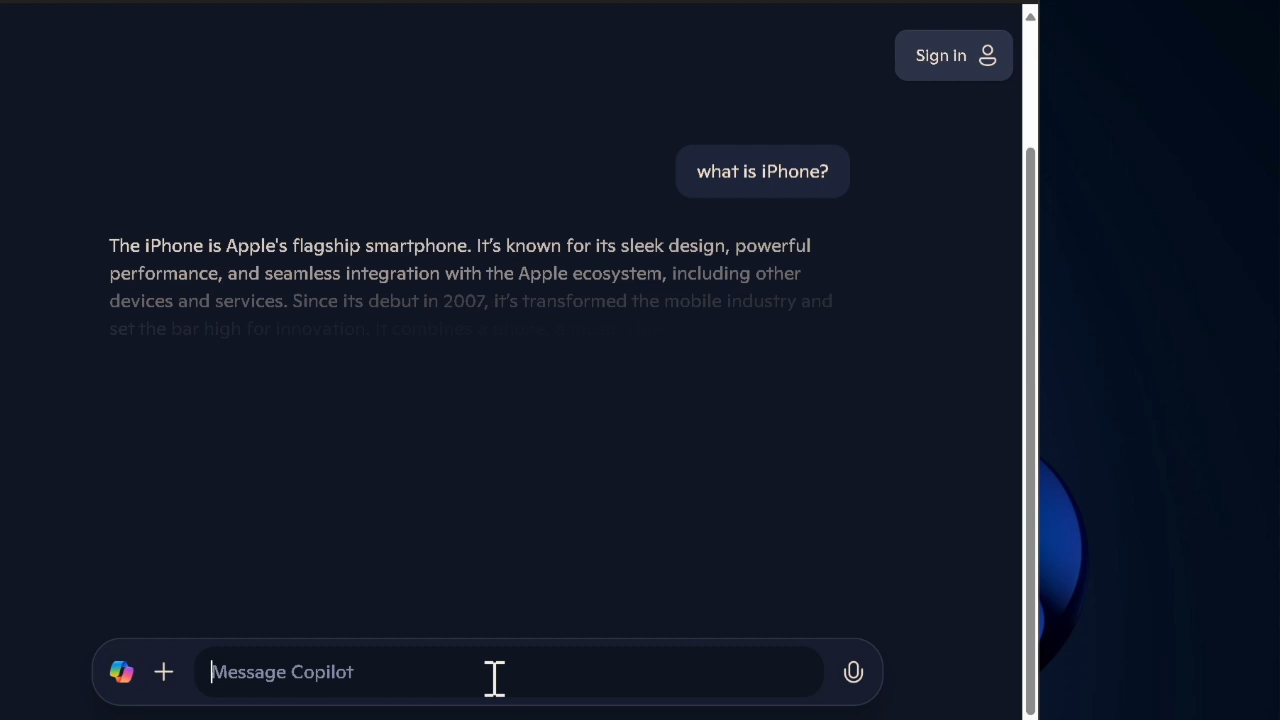 Sign in
what is iPhone?
The iPhone is Apple's flagship smartphone. It's known for its sleek design, powerful
performance, and seamless integration with the Apple ecosystem, including other
devices and services. Since its debut in 2007, it's transformed the mobile industry and
set the bar high for innovation. It combines a
Message Copilot